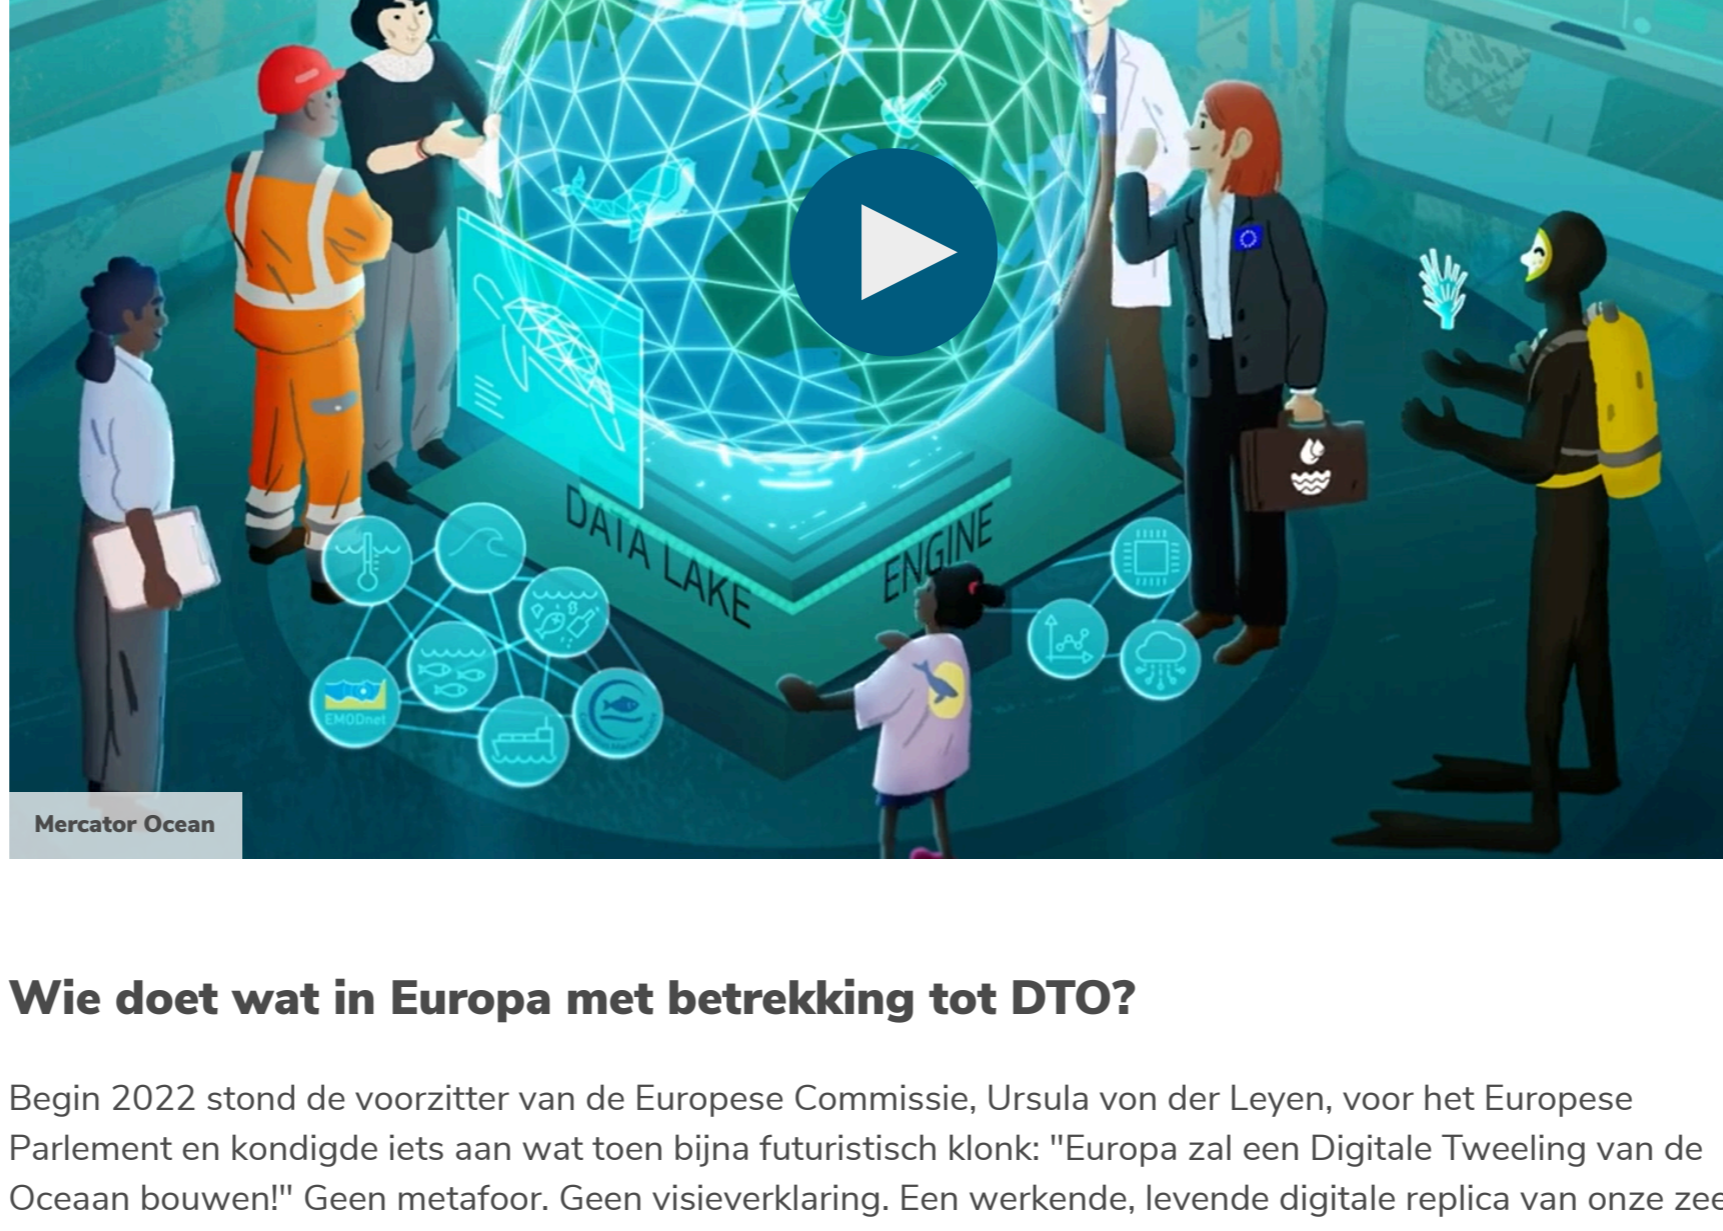 DATA LAKE
ENGINE
EMODnet
Mercator Ocean
Wie doet wat in Europa met betrekking tot DTO?
Begin 2022 stond de voorzitter van de Europese Commissie, Ursula von der Leyen, voor het Europese
Parlement en kondigde iets aan wat toen bijna futuristisch klonk: "Europa zal een Digitale Tweeling van de
Oceaan bouwen!" Geen metafoor. Geen visieverklaring. Een werkende, levende digitale replica van onze